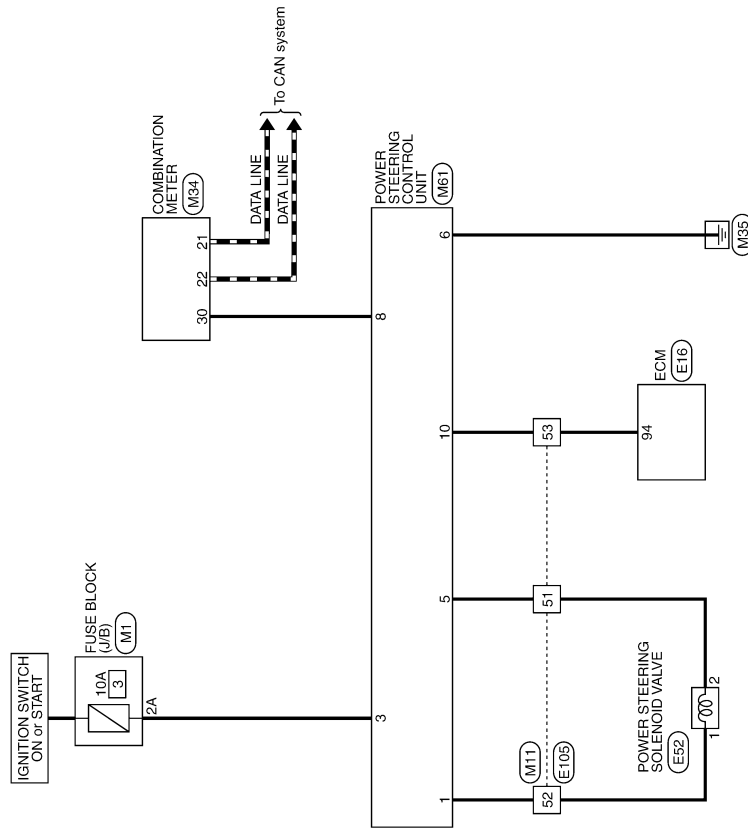 IGNITION SWITCH
ON or START
FUSE BLOCK
(J/B)
M1
10A
3
2A
COMBINATION
METER
M34
30
22
21
DATA LINE
DATA LINE
To CAN system
3
8
POWER
STEERING
CONTROL
UNIT
M61
1
5
10
6
M11
E105
52
51
53
ECM
E16
94
M35
POWER STEERING
SOLENOID VALVE
E52
1
2